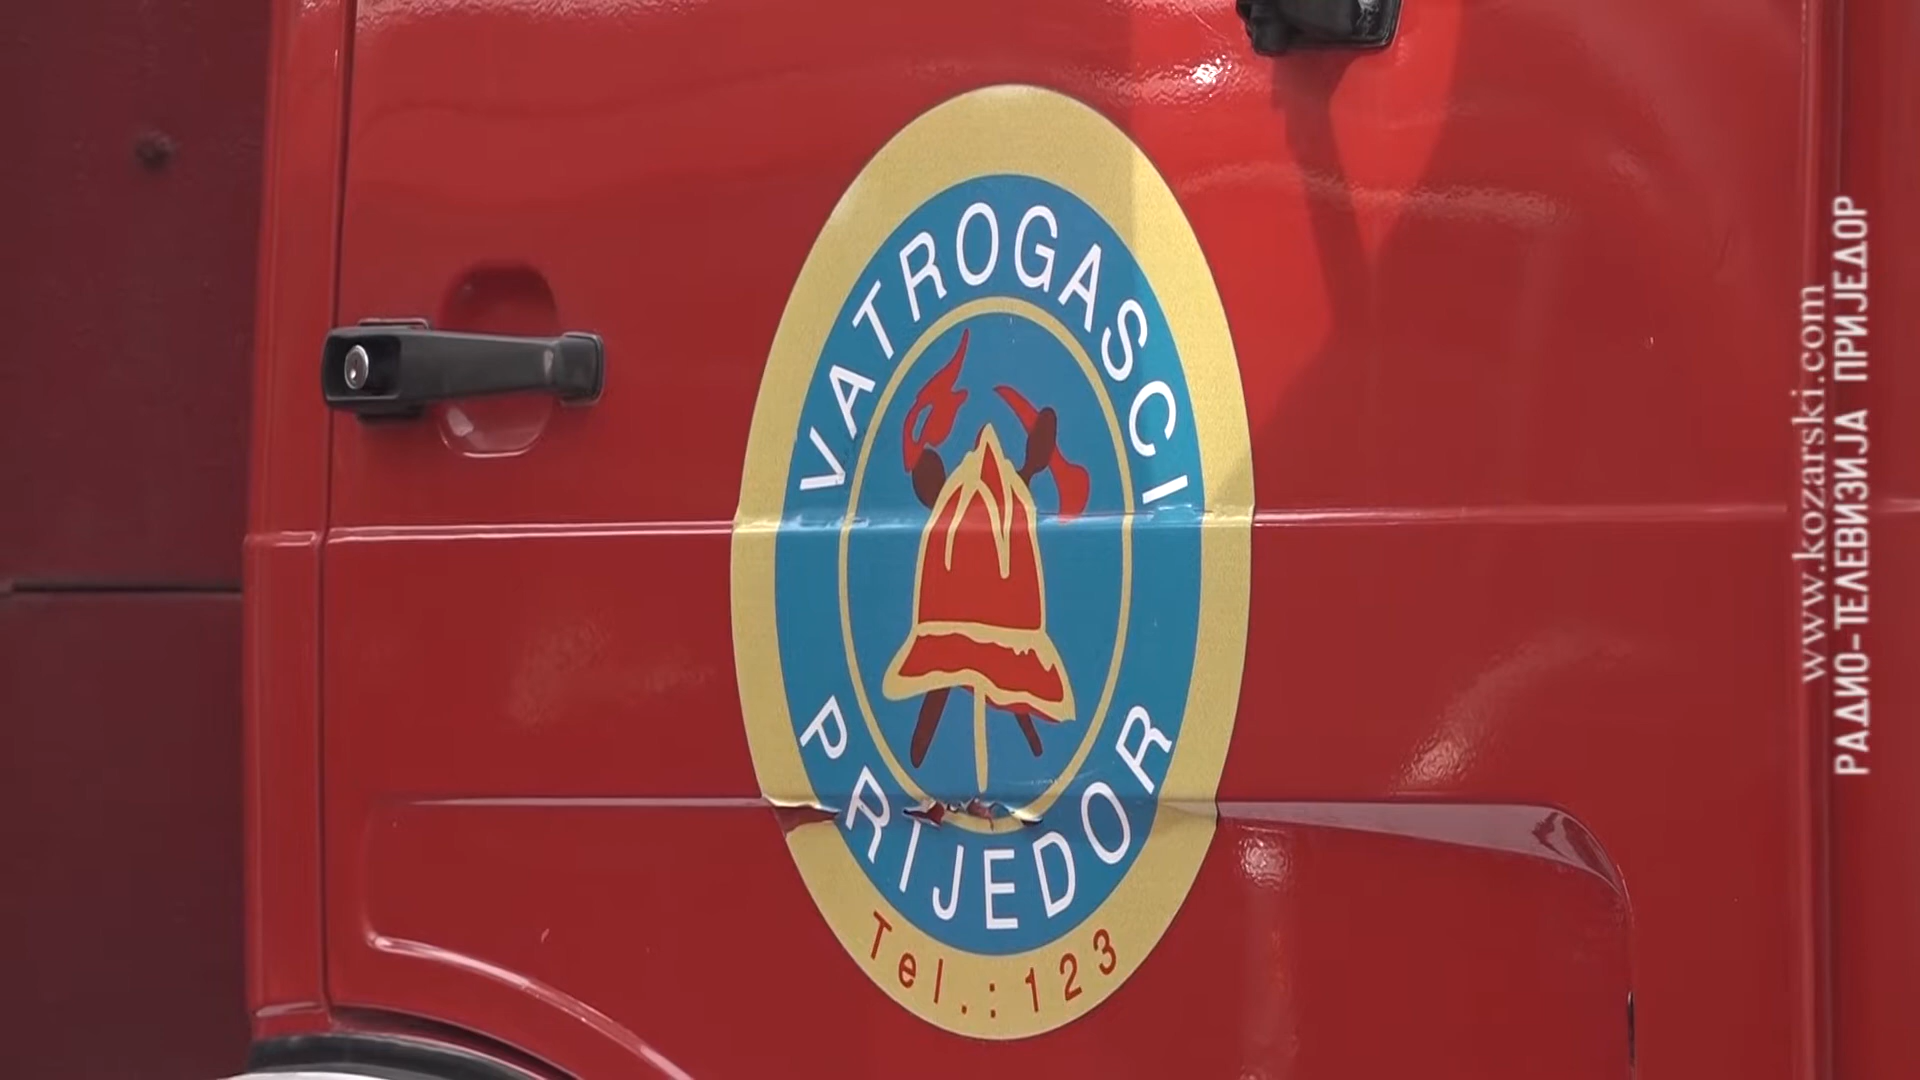 VATROGASCI
PRIJEDOR
Tel.: 123
www.kozarski.com
РАДИО-ТЕЛЕВИЗИЈА ПРИЈЕДОР